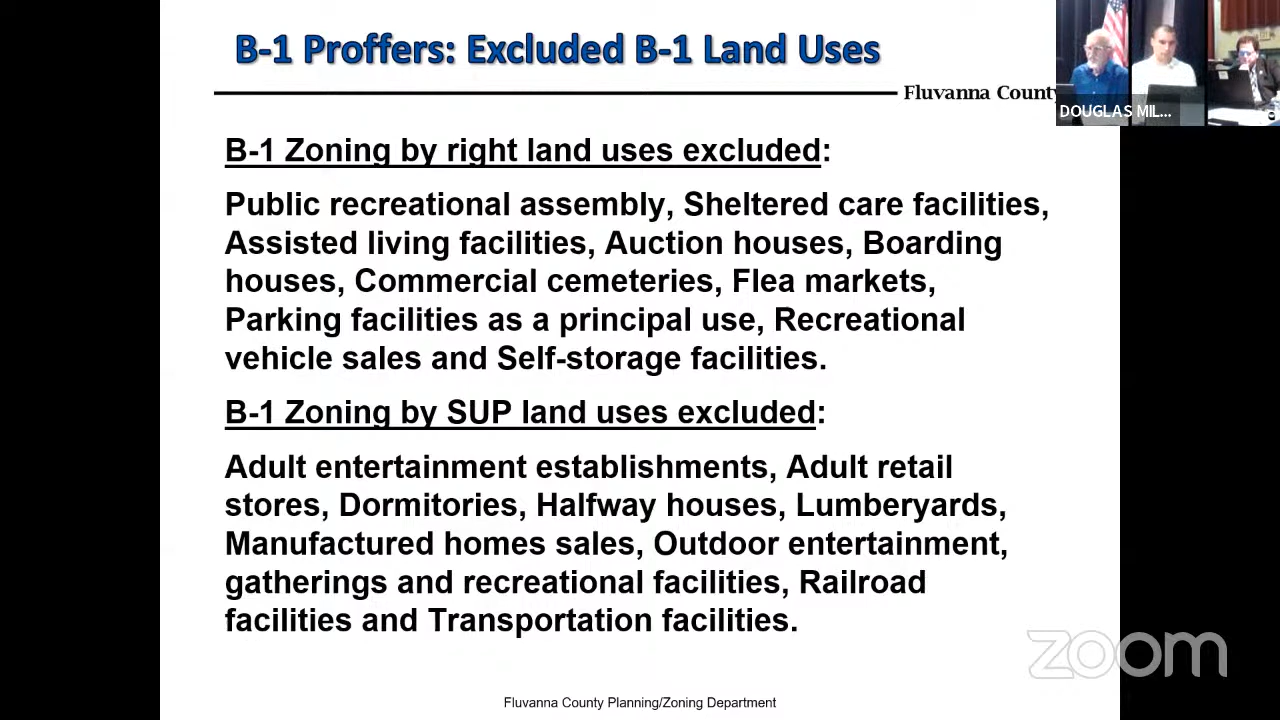 B-1 Proffers: Excluded B-1 Land Uses
Fluvanna County
DOUGLAS MIL...
B-1 Zoning by right land uses excluded:
Public recreational assembly, Sheltered care facilities,
Assisted living facilities, Auction houses, Boarding
houses, Commercial cemeteries, Flea markets,
Parking facilities as a principal use, Recreational
vehicle sales and Self-storage facilities.
B-1 Zoning by SUP land uses excluded:
Adult entertainment establishments, Adult retail
stores, Dormitories, Halfway houses, Lumberyards,
Manufactured homes sales, Outdoor entertainment,
gatherings and recreational facilities, Railroad
facilities and Transportation facilities.
zoom
Fluvanna County Planning/Zoning Department